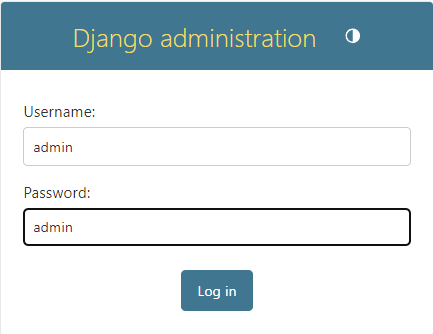 Django administration
Username:
admin
Password:
admin
Log in